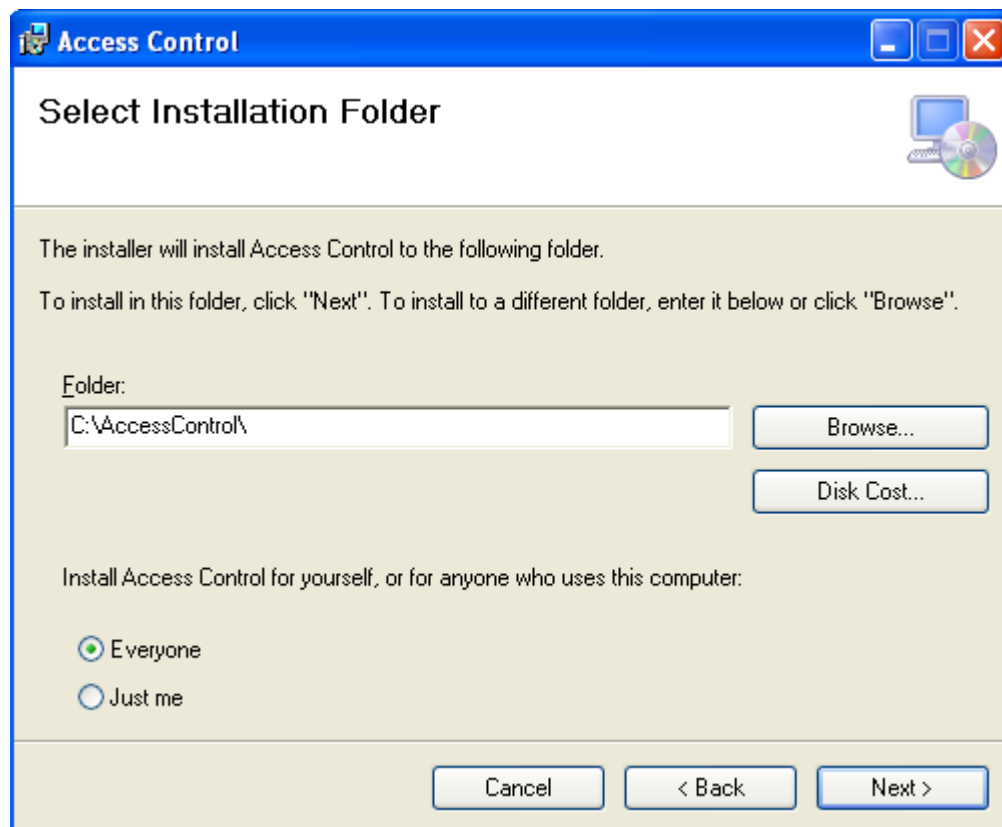 Access Control
Select Installation Folder
The installer will install Access Control to the following folder.
To install in this folder, click "Next". To install to a different folder, enter it below or click "Browse".
Folder:
C:\AccessControl\
Browse...
Disk Cost...
Install Access Control for yourself, or for anyone who uses this computer:
Everyone
Just me
Cancel
< Back
Next >